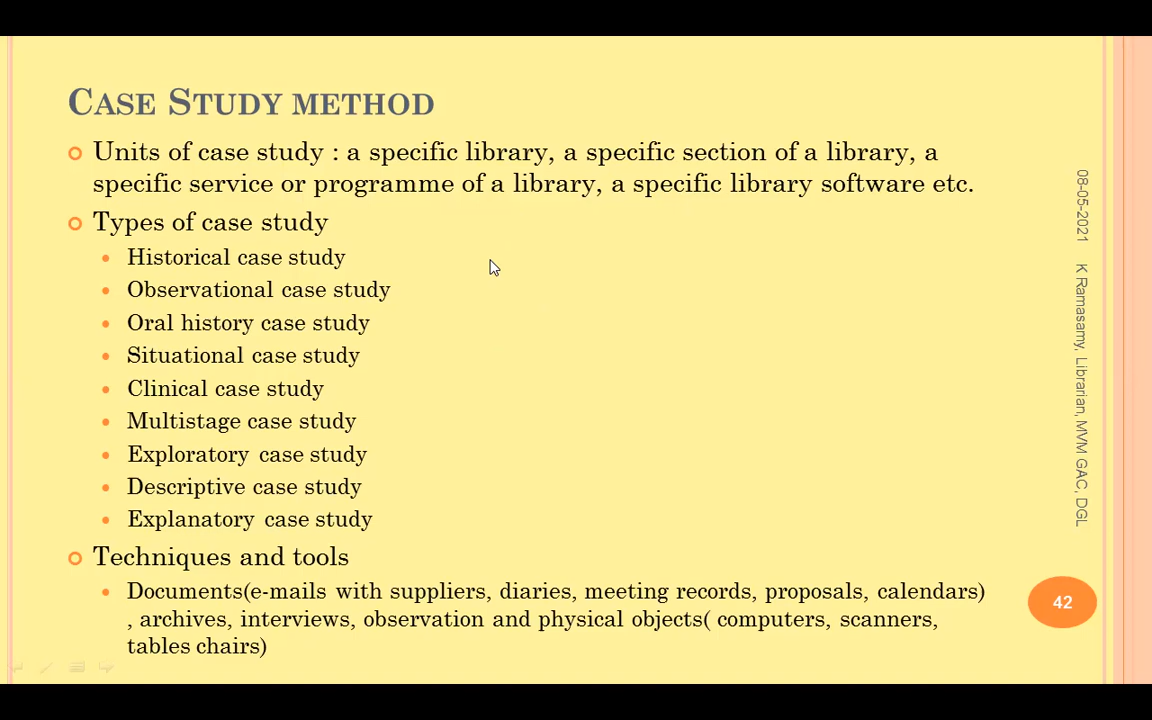 CASE STUDY METHOD
Units of case study : a specific library, a specific section of a library, a
specific service or programme of a library, a specific library software etc.
Types of case study
Historical case study
Observational case study
Oral history case study
Situational case study
Clinical case study
Multistage case study
Exploratory case study
Descriptive case study
Explanatory case study
Techniques and tools
Documents(e-mails with suppliers, diaries, meeting records, proposals, calendars)
, archives, interviews, observation and physical objects( computers, scanners,
tables chairs)
08-05-2021 K Ramasamy, Librarian, MVM GAC, DGL
42